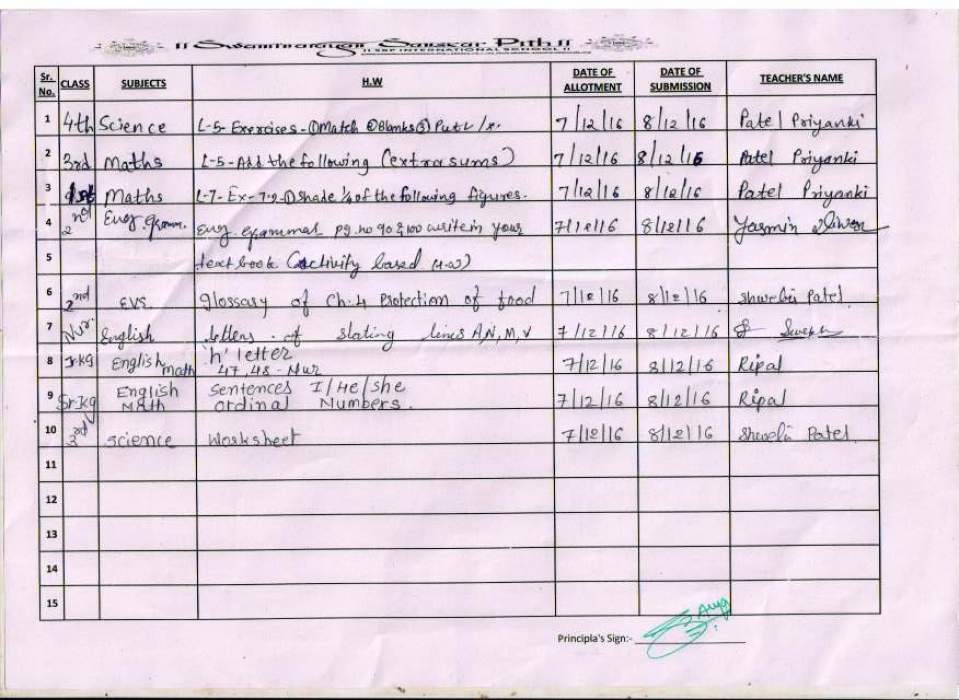 ॥ Swaminarayan Sanskar Pith ॥
॥ SSP INTERNATIONAL SCHOOL ॥
Sr. No. CLASS SUBJECTS H.W DATE OF ALLOTMENT DATE OF SUBMISSION TEACHER'S NAME
1 4th Science L-5- Exercises - ①Match ②Blanks③ Put ✓/x. 7/12/16 8/12/16 Patel Priyanki
2 3rd Maths L-5-Add the following (extra sums) 7/12/16 8/12/16 Patel Priyanki
3 1st Maths L-7- Ex- 7.2-① Shade 1/4 of the following figures. 7/12/16 8/12/16 Patel Priyanki
4 2nd Eng. Gramm. Eng. grammar pg. no 90 & 100 write in your 7/12/16 8/12/16 Yasmin
5 text book (activity based H.W)
6 2nd EVS. Glossary of Ch:4 Protection of food 7/12/16 8/12/16 Shweta Patel.
7 Nur. English letters of slating lines A,N,M,V 7/12/16 8/12/16
8 Jr kg English Math 'h' letter 7/12/16 8/12/16 Ripal
47, 48 - Nur
9 Sr.kg English Math Sentences I/He/she 7/12/16 8/12/16 Ripal
Ordinal Numbers.
10 3rd Science Worksheet 7/12/16 8/12/16 Shweta Patel.
11
12
13
14
15
Principla's Sign:-